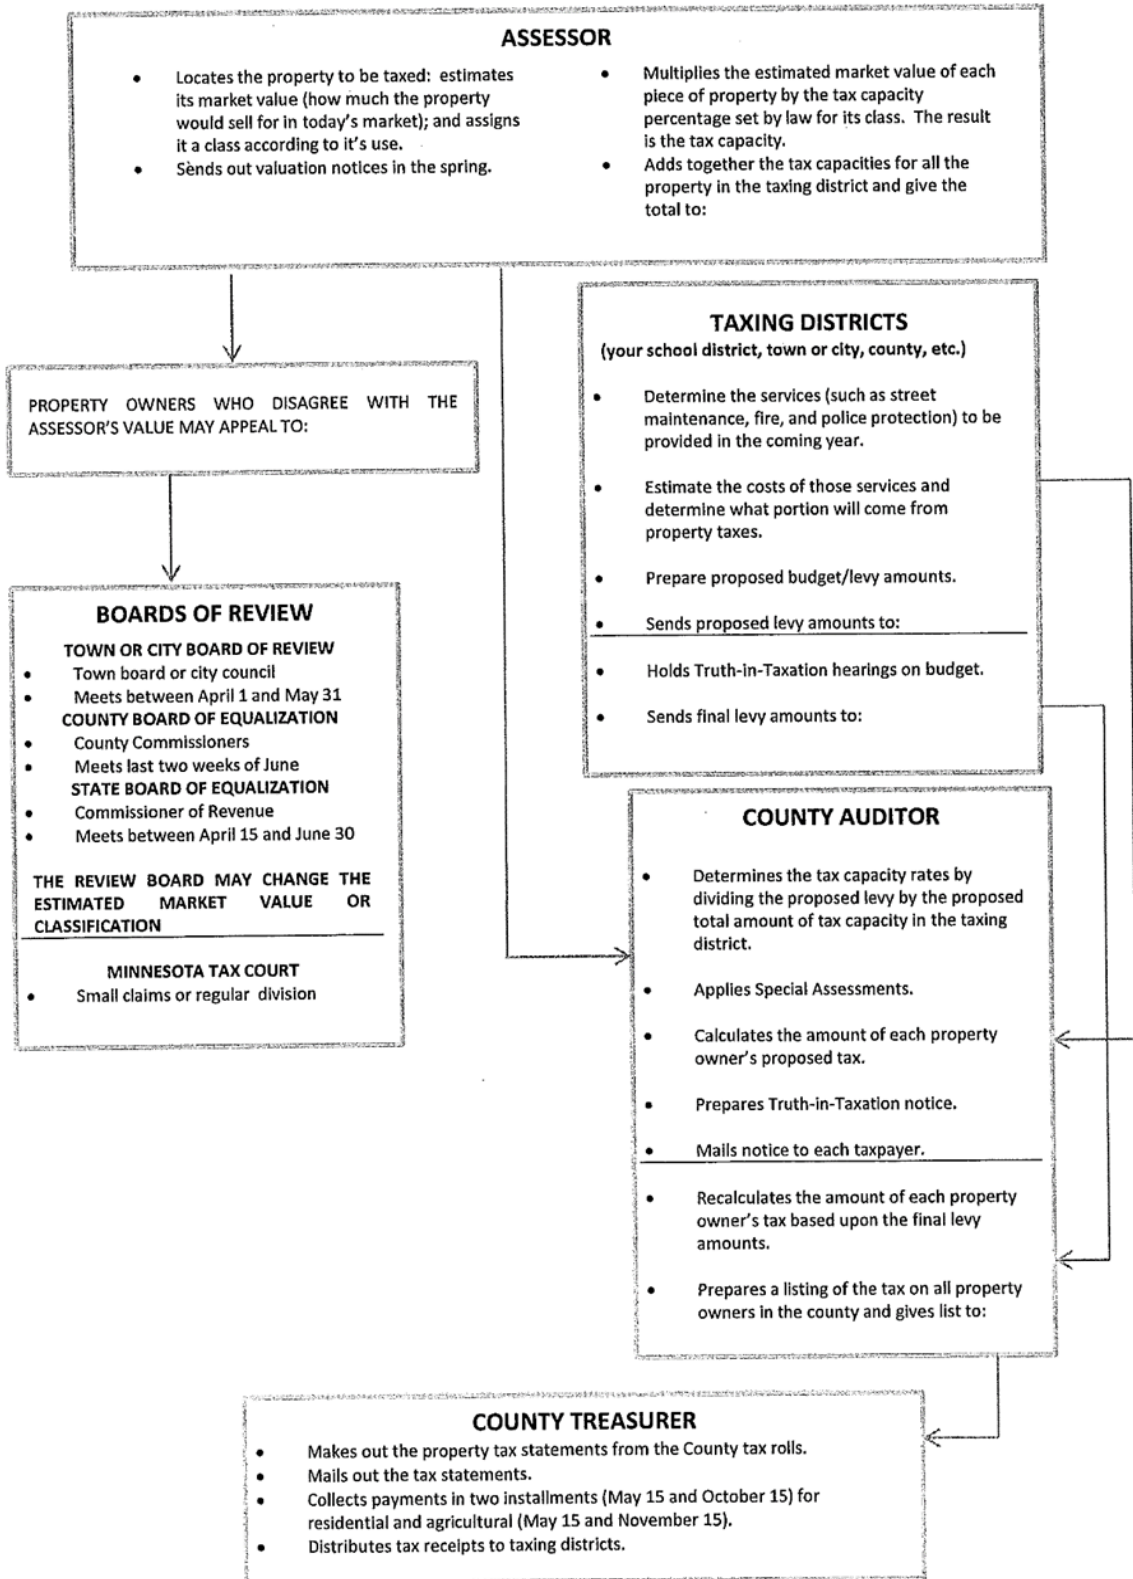 ASSESSOR
• Locates the property to be taxed: estimates
its market value (how much the property
would sell for in today's market); and assigns
it a class according to it's use.
• Sends out valuation notices in the spring.
• Multiplies the estimated market value of each
piece of property by the tax capacity
percentage set by law for its class. The result
is the tax capacity.
• Adds together the tax capacities for all the
property in the taxing district and give the
total to:
PROPERTY OWNERS WHO DISAGREE WITH THE
ASSESSOR'S VALUE MAY APPEAL TO:
BOARDS OF REVIEW
TOWN OR CITY BOARD OF REVIEW
• Town board or city council
• Meets between April 1 and May 31
COUNTY BOARD OF EQUALIZATION
• County Commissioners
• Meets last two weeks of June
STATE BOARD OF EQUALIZATION
• Commissioner of Revenue
• Meets between April 15 and June 30
THE REVIEW BOARD MAY CHANGE THE
ESTIMATED MARKET VALUE OR
CLASSIFICATION
MINNESOTA TAX COURT
• Small claims or regular division
TAXING DISTRICTS
(your school district, town or city, county, etc.)
• Determine the services (such as street
maintenance, fire, and police protection) to be
provided in the coming year.
• Estimate the costs of those services and
determine what portion will come from
property taxes.
• Prepare proposed budget/levy amounts.
• Sends proposed levy amounts to:
• Holds Truth-in-Taxation hearings on budget.
• Sends final levy amounts to:
COUNTY AUDITOR
• Determines the tax capacity rates by
dividing the proposed levy by the proposed
total amount of tax capacity in the taxing
district.
• Applies Special Assessments.
• Calculates the amount of each property
owner's proposed tax.
• Prepares Truth-in-Taxation notice.
• Mails notice to each taxpayer.
• Recalculates the amount of each property
owner's tax based upon the final levy
amounts.
• Prepares a listing of the tax on all property
owners in the county and gives list to:
COUNTY TREASURER
• Makes out the property tax statements from the County tax rolls.
• Mails out the tax statements.
• Collects payments in two installments (May 15 and October 15) for
residential and agricultural (May 15 and November 15).
• Distributes tax receipts to taxing districts.